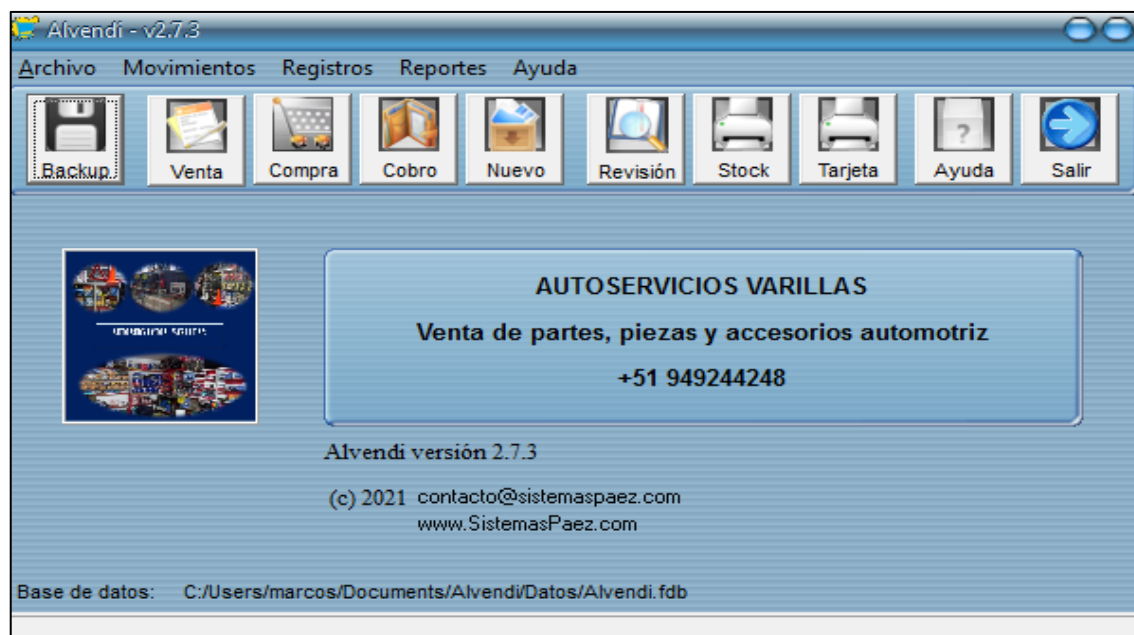 Alvendi - v2.7.3
Archivo Movimientos Registros Reportes Ayuda
Backup Venta Compra Cobro Nuevo Revisión Stock Tarjeta Ayuda Salir
AUTOSERVICIOS VARILLAS
Venta de partes, piezas y accesorios automotriz
+51 949244248
Alvendi versión 2.7.3
(c) 2021 contacto@sistemaspaez.com
www.SistemasPaez.com
Base de datos: C:/Users/marcos/Documents/Alvendi/Datos/Alvendi.fdb